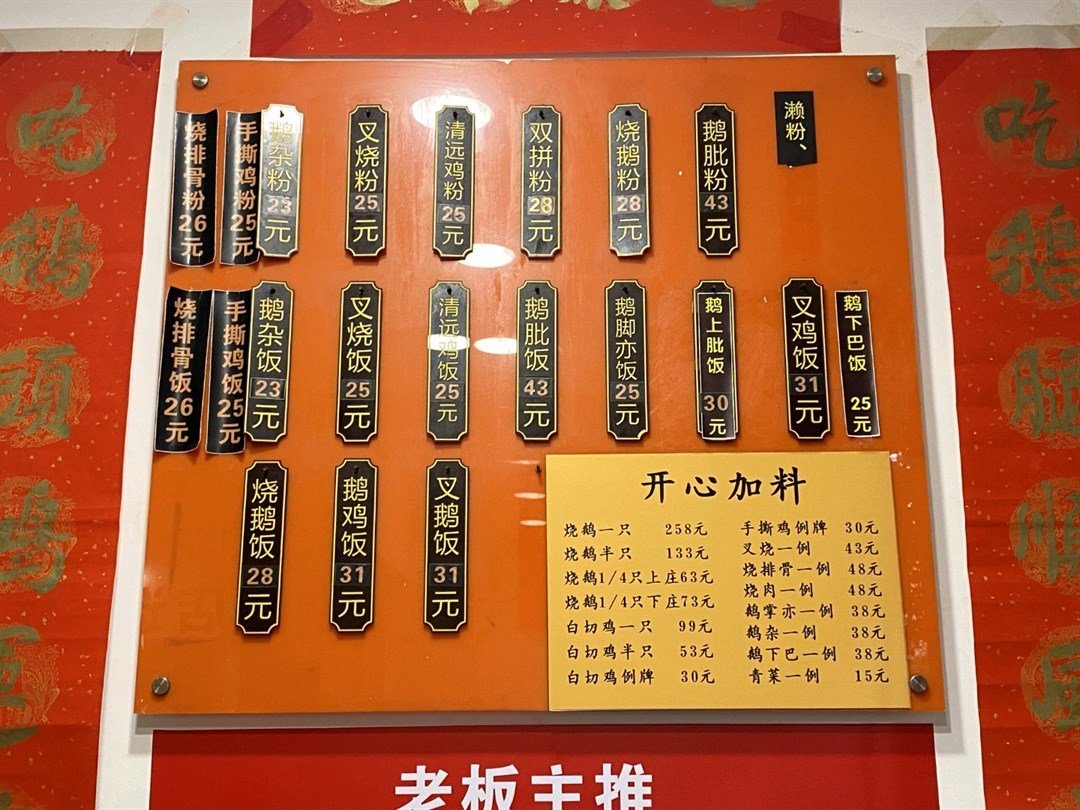 烧排骨粉26元
手撕鸡粉25元
鹅杂粉23元
叉烧粉25元
清远鸡粉25元
双拼粉28元
烧鹅粉28元
鹅肶粉43元
濑粉、
烧排骨饭26元
手撕鸡饭25元
鹅杂饭23元
叉烧饭25元
清远鸡饭25元
鹅肶饭43元
鹅脚亦饭25元
鹅上肶饭30元
叉鸡饭31元
鹅下巴饭25元
烧鹅饭28元
鹅鸡饭31元
叉鹅饭31元
开心加料
烧鹅一只 258元
烧鹅半只 133元
烧鹅1/4只上庄63元
烧鹅1/4只下庄73元
白切鸡一只 99元
白切鸡半只 53元
白切鸡例牌 30元
手撕鸡例牌 30元
叉烧一例 43元
烧排骨一例 48元
烧肉一例 48元
鹅掌亦一例 38元
鹅杂一例 38元
鹅下巴一例 38元
青菜一例 15元
老板主推